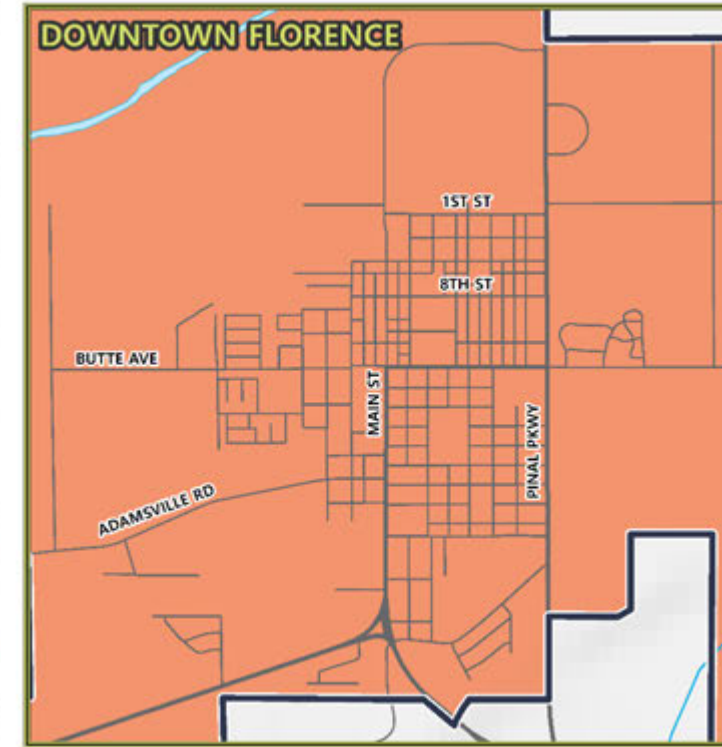 DOWNTOWN FLORENCE
1ST ST
8TH ST
BUTTE AVE
MAIN ST
PINAL PKWY
ADAMSVILLE RD